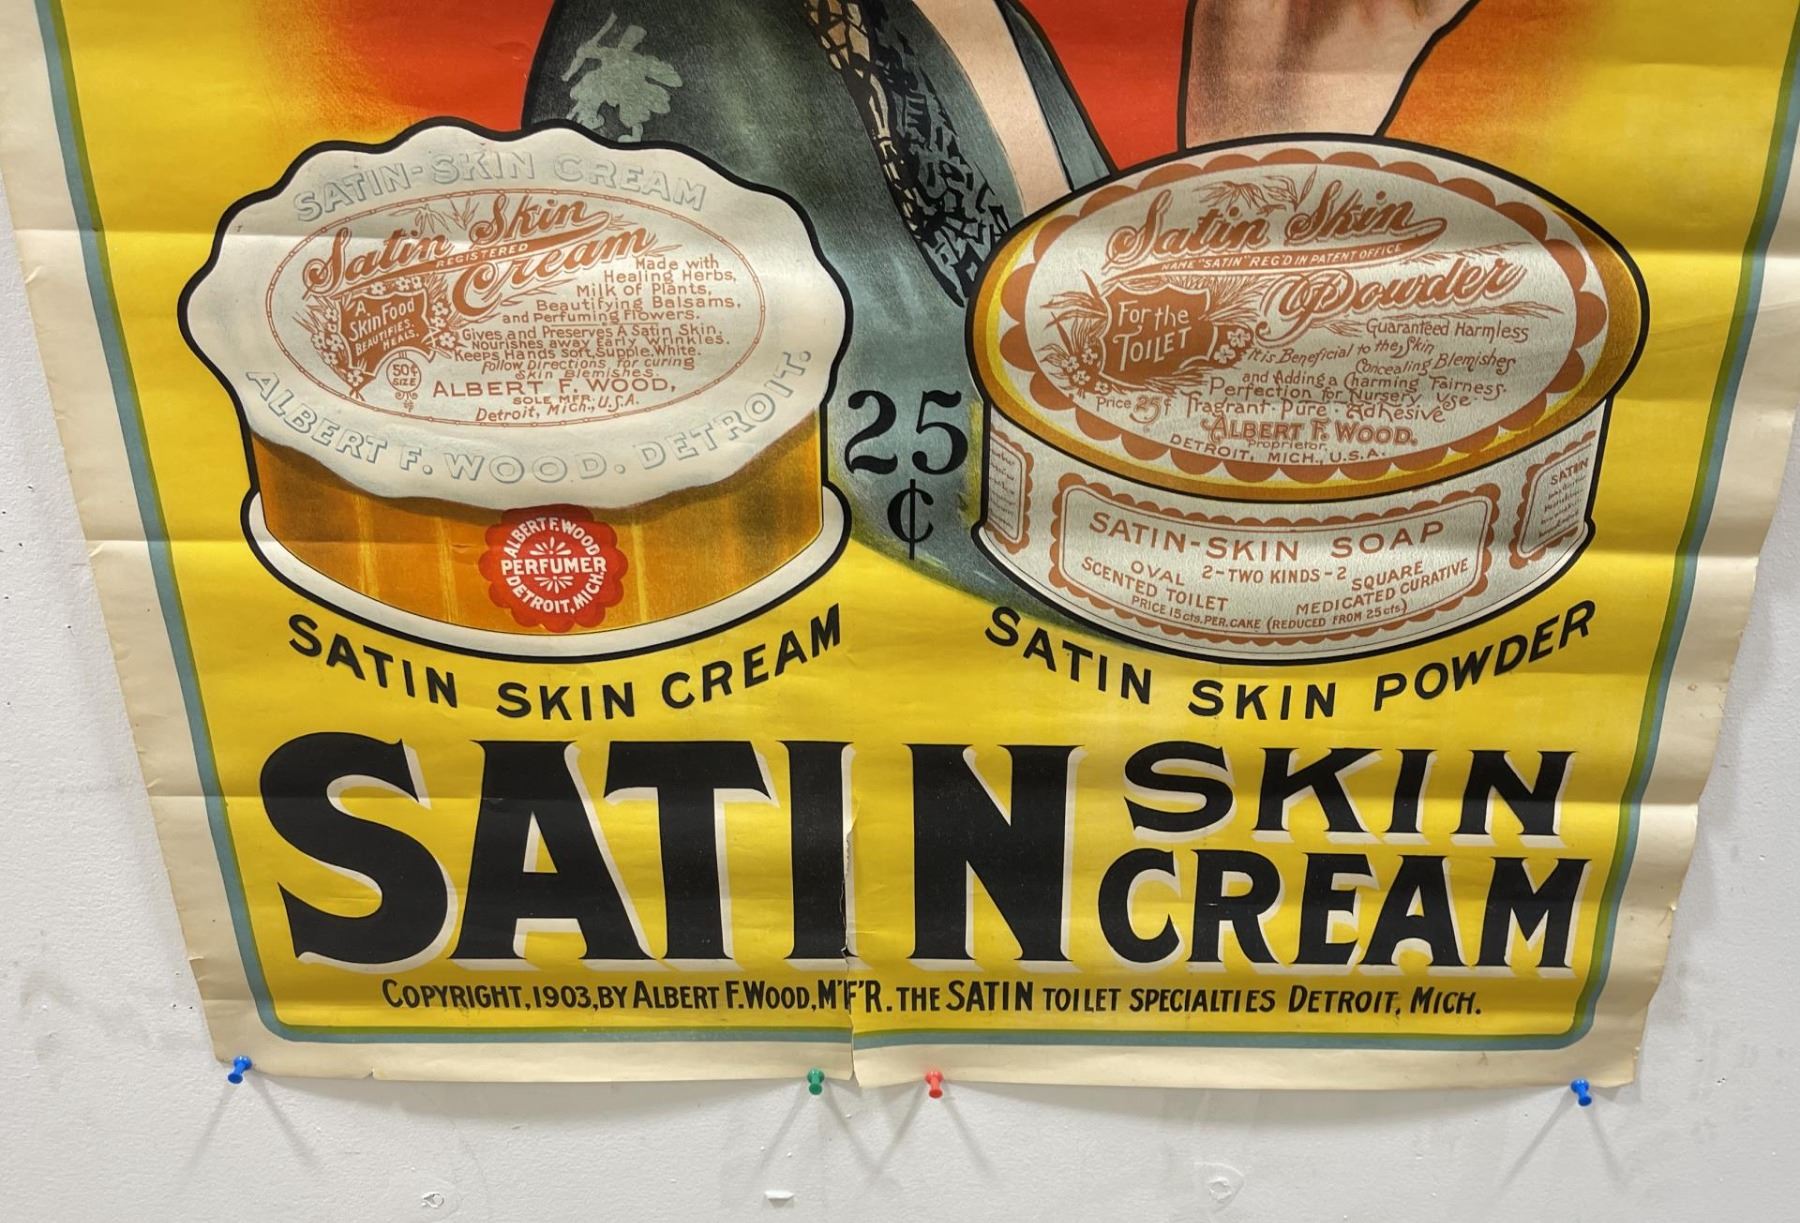 SATIN-SKIN CREAM
Satin Skin
REGISTERED
Cream
Made with
Healing Herbs,
Milk of Plants,
Beautifying Balsams,
and Perfuming Flowers.
A
Skin Food
BEAUTIFIES.
HEALS.
Gives and Preserves A Satin Skin.
Nourishes away Early Wrinkles.
Keeps Hands soft, Supple, White.
Follow Directions for curing
Skin Blemishes.
50¢
SIZE
ALBERT F. WOOD,
SOLE MFR.
Detroit, Mich., U.S.A.
ALBERT F. WOOD. DETROIT.
ALBERT F. WOOD
PERFUMER
DETROIT, MICH.
SATIN SKIN CREAM
25
¢
Satin Skin
NAME "SATIN" REG'D IN PATENT OFFICE
Powder
For the
TOILET
Guaranteed Harmless
It is Beneficial to the Skin
Concealing Blemishes
and Adding a Charming Fairness.
Perfection for Nursery Use.
Price 25¢ Fragrant · Pure · Adhesive
ALBERT F. WOOD.
Proprietor.
DETROIT, MICH., U.S.A.
SATIN-SKIN SOAP
2-TWO KINDS-2
OVAL
SCENTED TOILET
SQUARE
MEDICATED CURATIVE
PRICE 15 cts. PER. CAKE (REDUCED FROM 25 cts.)
SATIN
SATIN SKIN POWDER
SATIN SKIN
CREAM
COPYRIGHT, 1903, BY ALBERT F. WOOD, M'F'R. THE SATIN TOILET SPECIALTIES DETROIT, MICH.